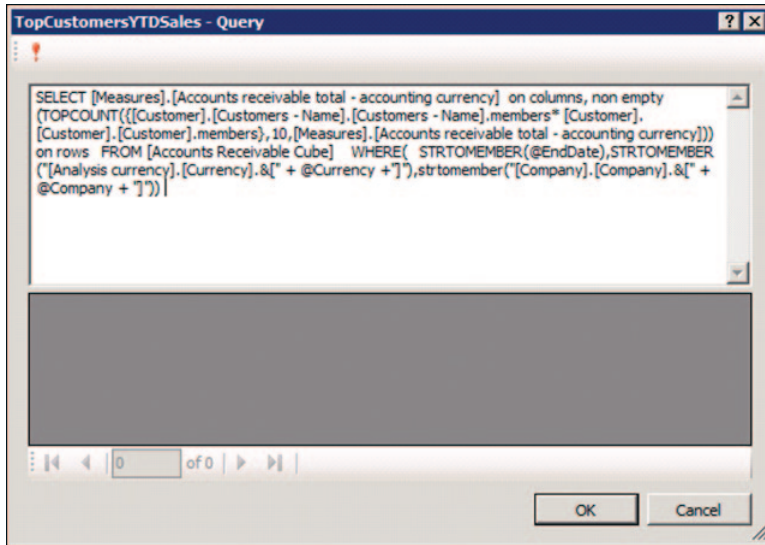 TopCustomersYTDSales - Query
SELECT [Measures].[Accounts receivable total - accounting currency]  on columns, non empty
(TOPCOUNT({[Customer].[Customers - Name].[Customers - Name].members* [Customer].
[Customer].[Customer].members},10,[Measures].[Accounts receivable total - accounting currency]))
on rows   FROM [Accounts Receivable Cube]    WHERE(   STRTOMEMBER(@EndDate),STRTOMEMBER
("[Analysis currency].[Currency].&[" + @Currency +"]"),strtomember("[Company].[Company].&[" +
@Company + "]"))
0
of 0
OK
Cancel